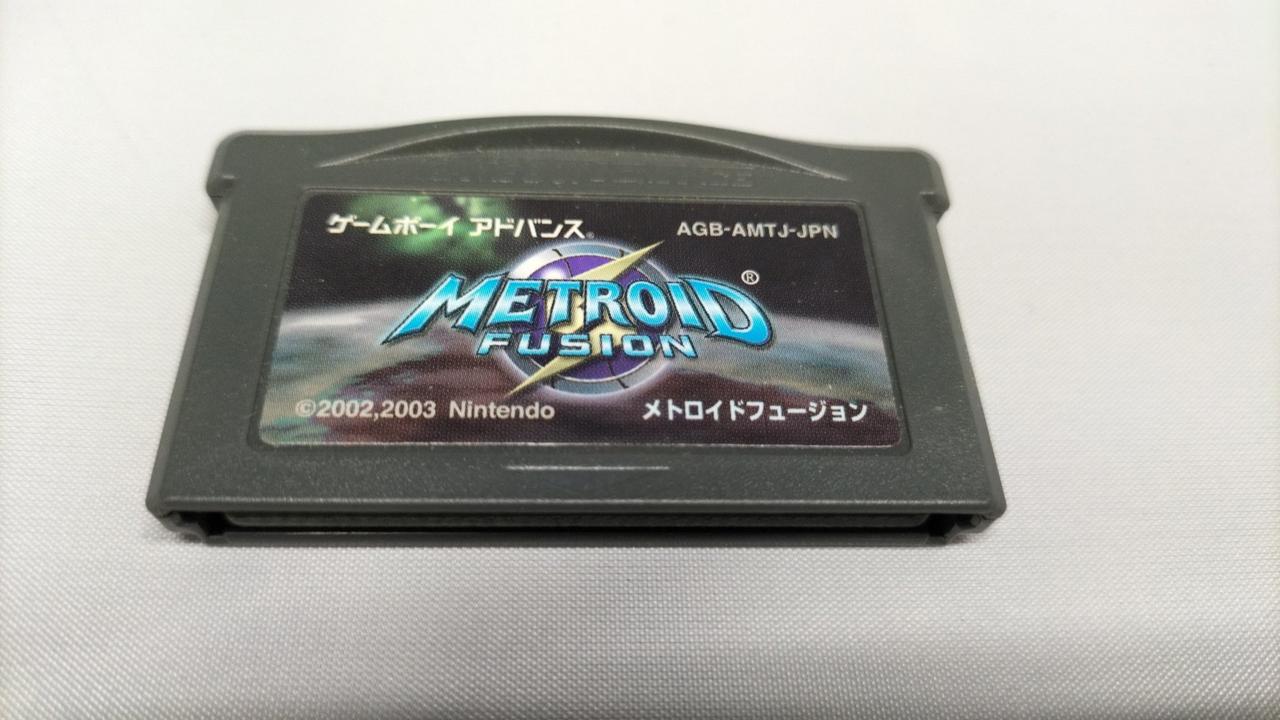 ゲームボーイ アドバンス®
AGB-AMTJ-JPN
METROID®
FUSION
©2002,2003 Nintendo
メトロイドフュージョン